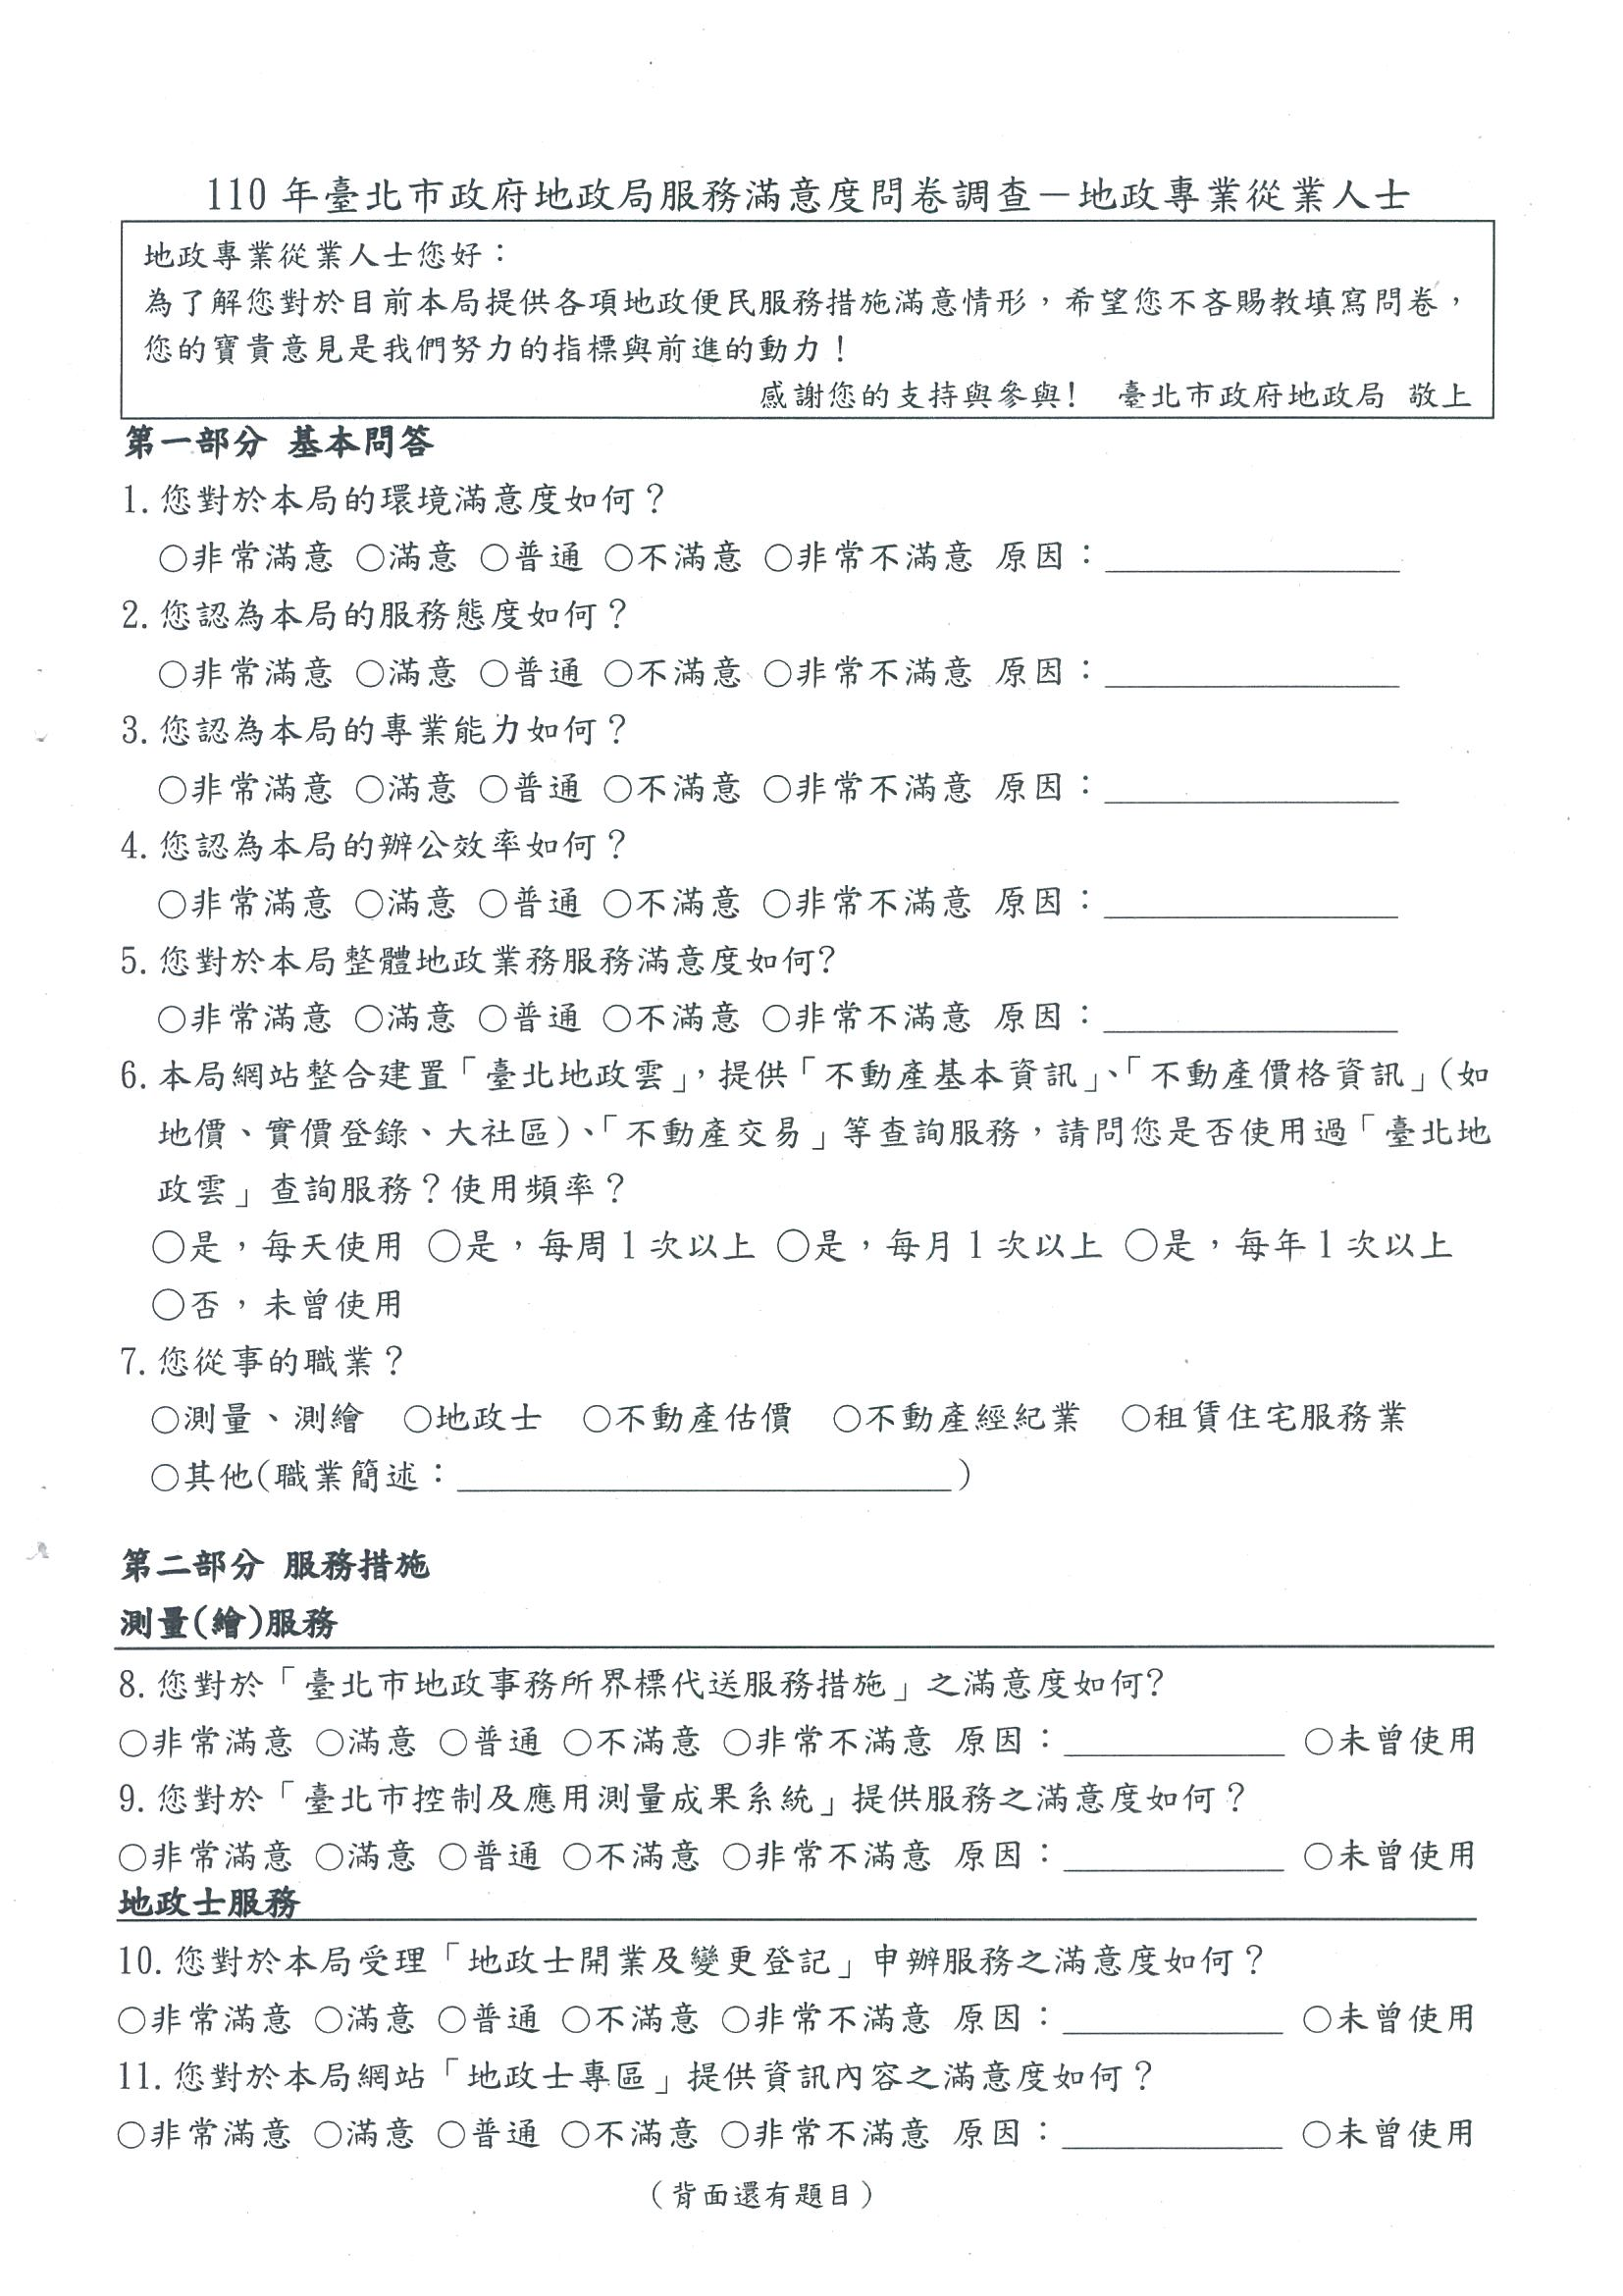 110 年臺北市政府地政局服務滿意度問卷調查－地政專業從業人士
地政專業從業人士您好：
為了解您對於目前本局提供各項地政便民服務措施滿意情形，希望您不吝賜教填寫問卷，
您的寶貴意見是我們努力的指標與前進的動力！
感謝您的支持與參與！ 臺北市政府地政局 敬上
第一部分 基本問答
1. 您對於本局的環境滿意度如何？
○非常滿意 ○滿意 ○普通 ○不滿意 ○非常不滿意 原因：________________
2. 您認為本局的服務態度如何？
○非常滿意 ○滿意 ○普通 ○不滿意 ○非常不滿意 原因：________________
3. 您認為本局的專業能力如何？
○非常滿意 ○滿意 ○普通 ○不滿意 ○非常不滿意 原因：________________
4. 您認為本局的辦公效率如何？
○非常滿意 ○滿意 ○普通 ○不滿意 ○非常不滿意 原因：________________
5. 您對於本局整體地政業務服務滿意度如何?
○非常滿意 ○滿意 ○普通 ○不滿意 ○非常不滿意 原因：________________
6. 本局網站整合建置「臺北地政雲」，提供「不動產基本資訊」、「不動產價格資訊」(如
地價、實價登錄、大社區)、「不動產交易」等查詢服務，請問您是否使用過「臺北地
政雲」查詢服務？使用頻率？
○是，每天使用 ○是，每周 1 次以上 ○是，每月 1 次以上 ○是，每年 1 次以上
○否，未曾使用
7. 您從事的職業？
○測量、測繪 ○地政士 ○不動產估價 ○不動產經紀業 ○租賃住宅服務業
○其他(職業簡述：___________________________)
第二部分 服務措施
測量(繪)服務
8. 您對於「臺北市地政事務所界標代送服務措施」之滿意度如何?
○非常滿意 ○滿意 ○普通 ○不滿意 ○非常不滿意 原因：____________ ○未曾使用
9. 您對於「臺北市控制及應用測量成果系統」提供服務之滿意度如何？
○非常滿意 ○滿意 ○普通 ○不滿意 ○非常不滿意 原因：____________ ○未曾使用
地政士服務
10. 您對於本局受理「地政士開業及變更登記」申辦服務之滿意度如何？
○非常滿意 ○滿意 ○普通 ○不滿意 ○非常不滿意 原因：____________ ○未曾使用
11. 您對於本局網站「地政士專區」提供資訊內容之滿意度如何？
○非常滿意 ○滿意 ○普通 ○不滿意 ○非常不滿意 原因：____________ ○未曾使用
（背面還有題目）